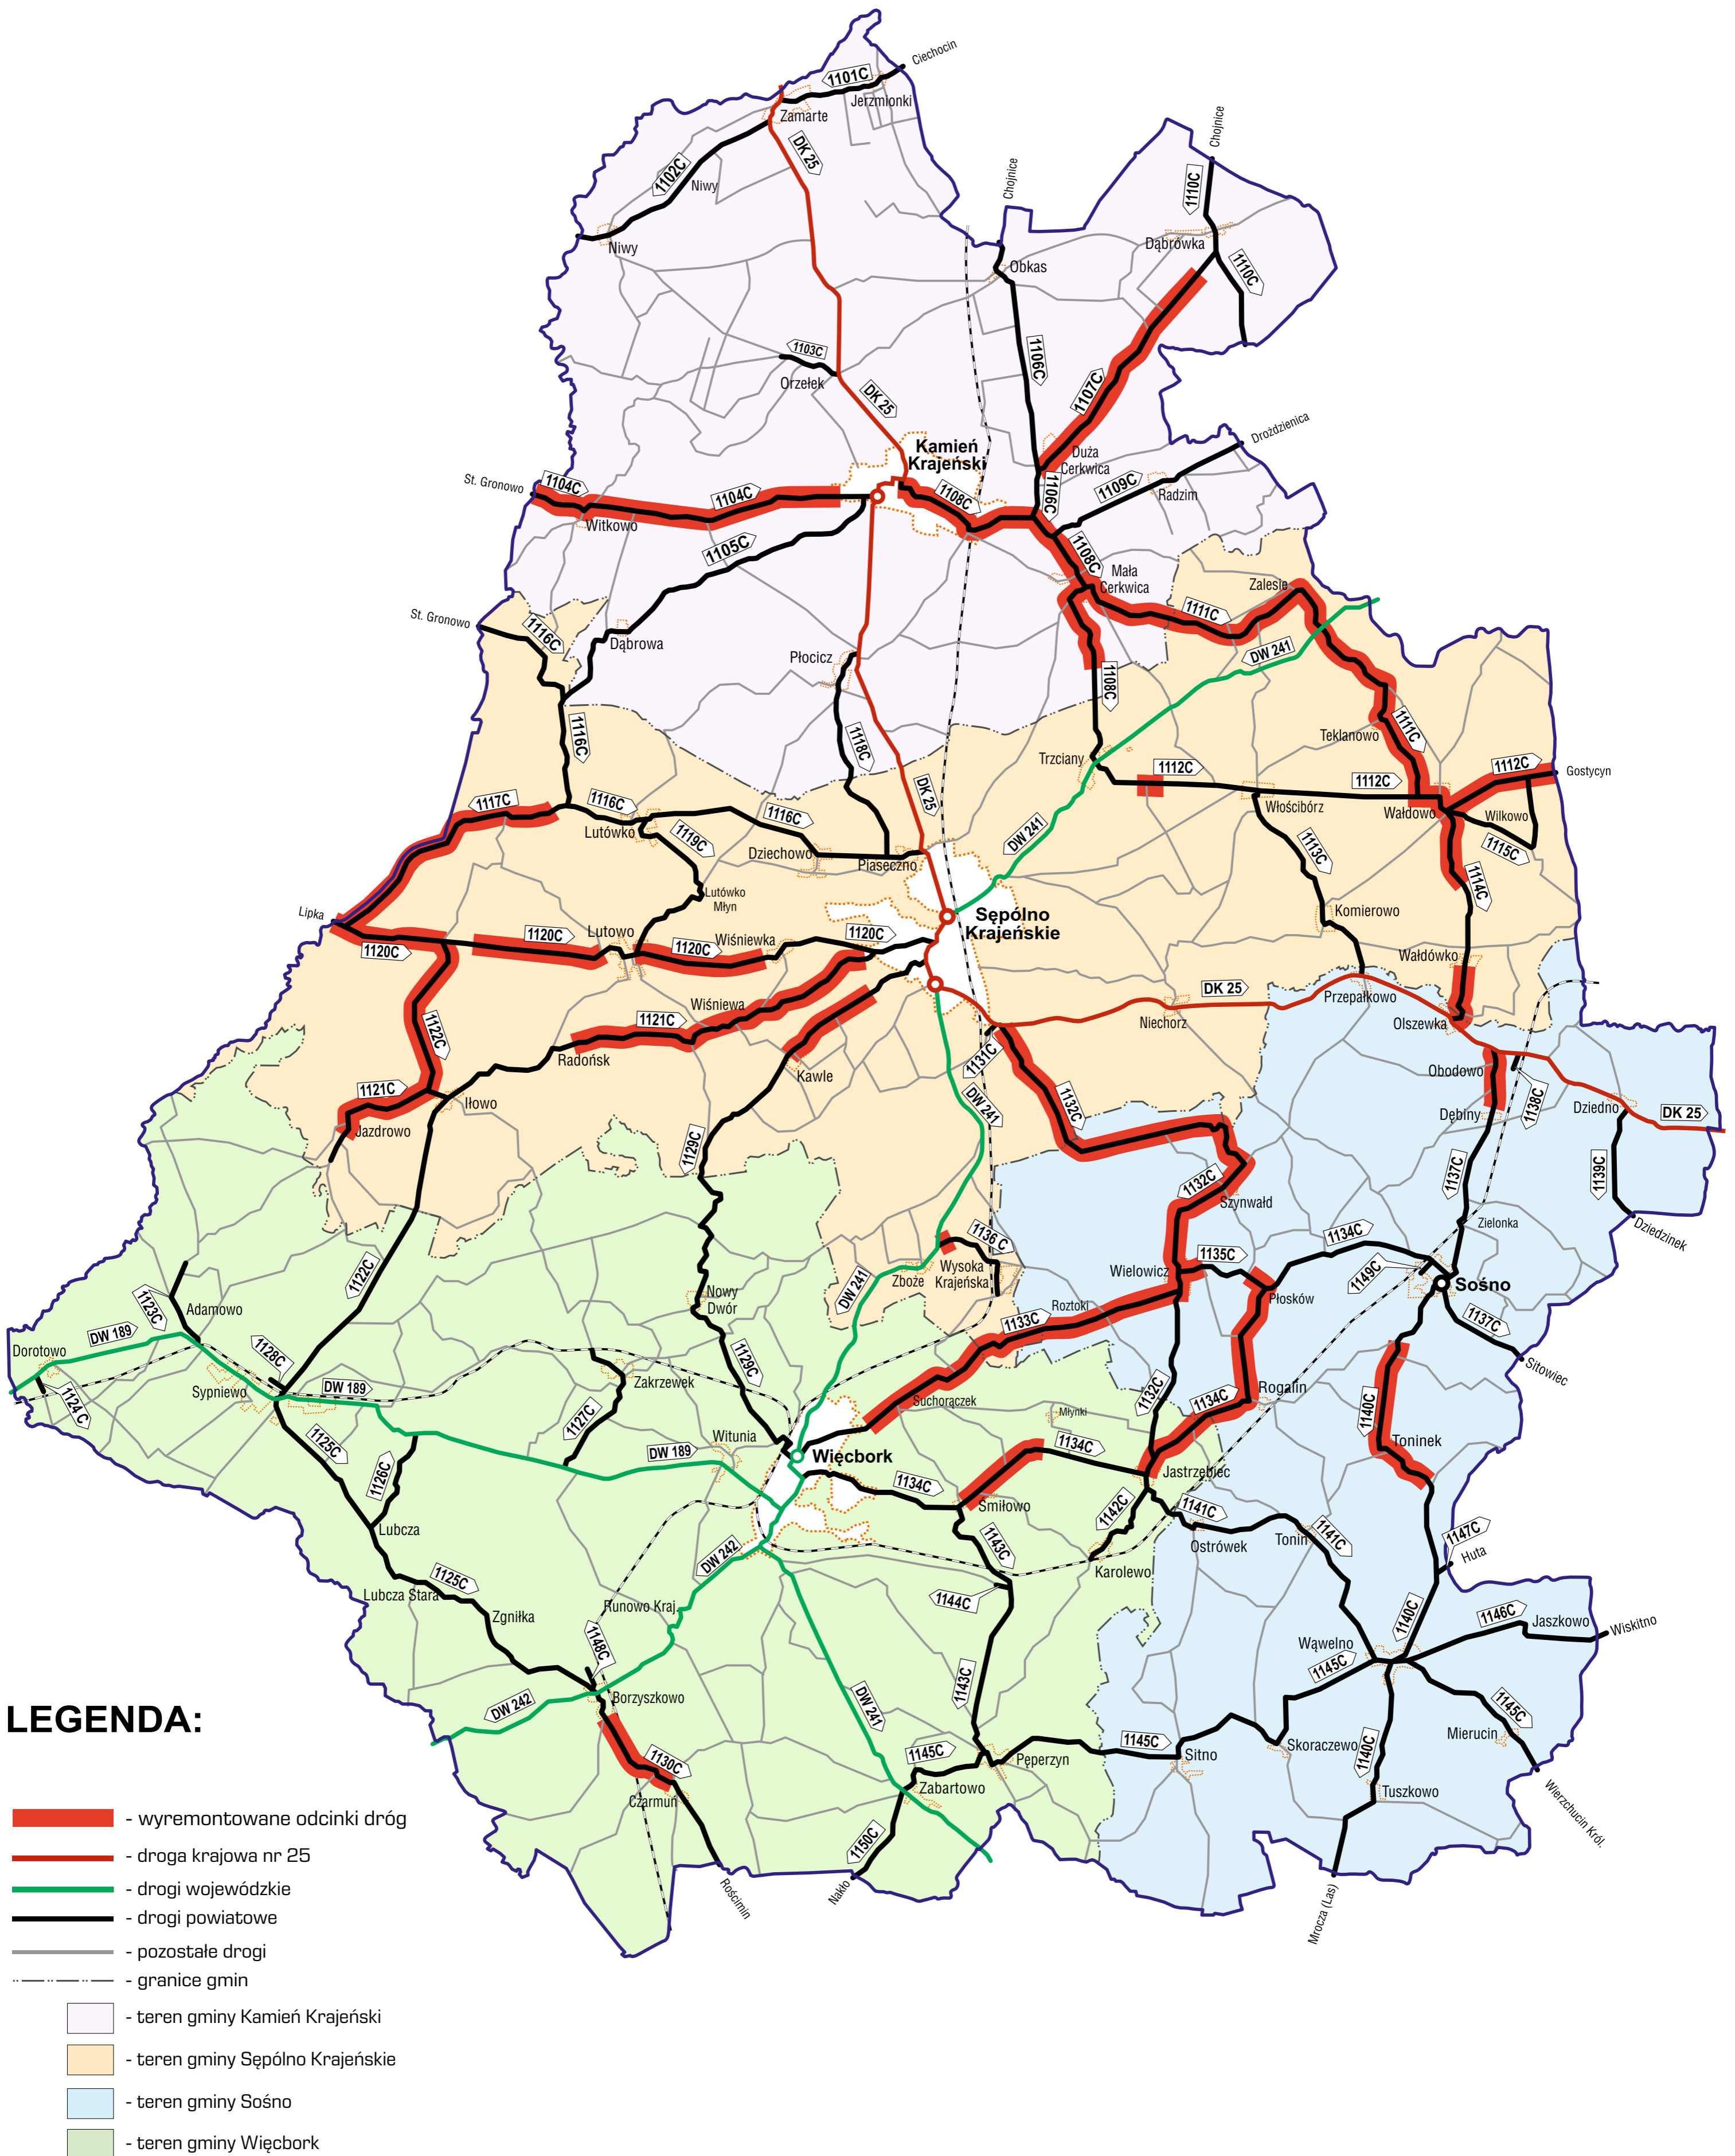 Ciechocin
1101C
Jerzmionki
Zamarte
DK 25
1102C
Niwy
Niwy
Chojnice
Chojnice
1110C
Dąbrówka
1110C
Obkas
1106C
1107C
1103C
Orzełek
DK 25
Kamień
Krajeński
Duża
Cerkwica
Drożdzienica
St. Gronowo
1104C
1104C
Witkowo
1108C
1106C
1109C
Radzim
1105C
1108C
Mała
Cerkwica
Zalesie
1111C
St. Gronowo
1116C
Dąbrowa
Płocicz
DW 241
1108C
1116C
1118C
Teklanowo
1111C
Trzciany
1112C
1112C
1112C
Gostycyn
DK 25
1117C
1116C
Lutówko
1116C
1119C
Dziechowo
Piaseczno
DW 241
Włościbórz
Wałdowo
Wilkowo
1115C
1113C
1114C
Lutówko
Młyn
Lipka
Sępólno
Krajeńskie
Komierowo
1120C
1120C
Lutowo
1120C
Wiśniewka
1120C
Wałdówko
Wiśniewa
1121C
Radońsk
1122C
DK 25
Niechorz
Przepałkowo
Olszewka
Kawle
1131C
1132C
DW 241
1121C
Iłowo
Jazdrowo
Obodowo
Dębiny
1138C
Dziedno
DK 25
1129C
1137C
1139C
1132C
Szynwałd
Zielonka
Dziedzinek
1134C
1136 C
Wysoka
Krajeńska
Zboże
Wielowicz
1135C
1149C
Sośno
Płosków
1122C
1123C
Adamowo
DW 189
Dorotowo
1124 C
Sypniewo
1128C
DW 189
Nowy
Dwór
DW 241
Roztoki
1133C
1137C
Sitowiec
1129C
Zakrzewek
1127C
Suchorączek
Młynki
1132C
1134C
Rogalin
1140C
Toninek
1125C
1126C
Witunia
DW 189
Więcbork
1134C
1134C
Jastrzębiec
Śmiłowo
1142C
1141C
Ostrówek
Tonin
1141C
1147C
Huta
Lubcza
1143C
Karolewo
DW 242
1144C
1125C
Lubcza Stara
Zgniłka
Runowo Kraj.
1140C
1146C
Jaszkowo
Wiskitno
Wąwelno
1145C
1148C
1143C
Borzyszkowo
DW 242
DW 241
1145C
Mierucin
1145C
Pęperzyn
1145C
Sitno
Skoraczewo
1140C
Tuszkowo
1130C
Czarmuń
Zabartowo
1150C
Nakło
Rościmin
Wierzchucin Król.
Mrocza (Las)
LEGENDA:
- wyremontowane odcinki dróg
- droga krajowa nr 25
- drogi wojewódzkie
- drogi powiatowe
- pozostałe drogi
- granice gmin
- teren gminy Kamień Krajeński
- teren gminy Sępólno Krajeńskie
- teren gminy Sośno
- teren gminy Więcbork